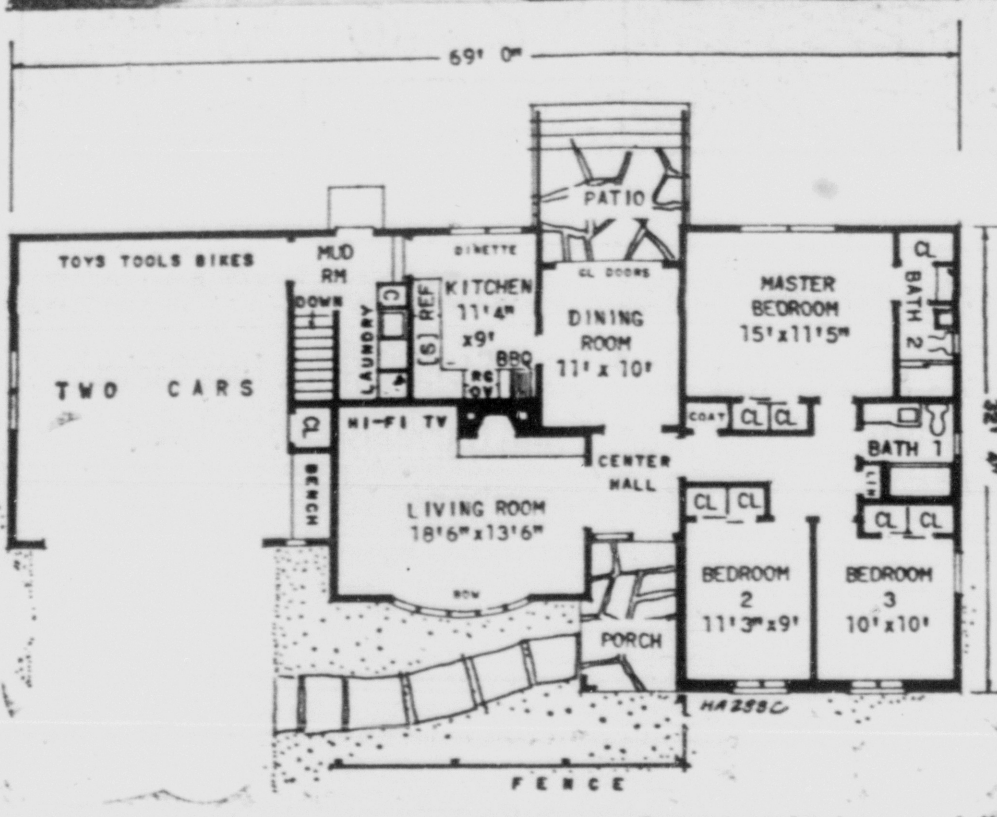 69' 0"
PATIO
TOYS TOOLS BIKES
MUD
RM
DINETTE
GL DOORS
CL
KITCHEN
11'4"
x9'
MASTER
BEDROOM
15'x11'5"
BATH 2
DOWN
C
REF
(S)
LAUNDRY
DINING
ROOM
11' x 10'
BBQ
TWO CARS
CL
HI-FI TV
COAT
CL
CL
BATH 1
CENTER
HALL
LIN
BENCH
LIVING ROOM
18'6"x13'6"
CL
CL
CL
CL
BEDROOM
2
11'3"x9'
BEDROOM
3
10'x10'
BOW
PORCH
HA288C
FENCE